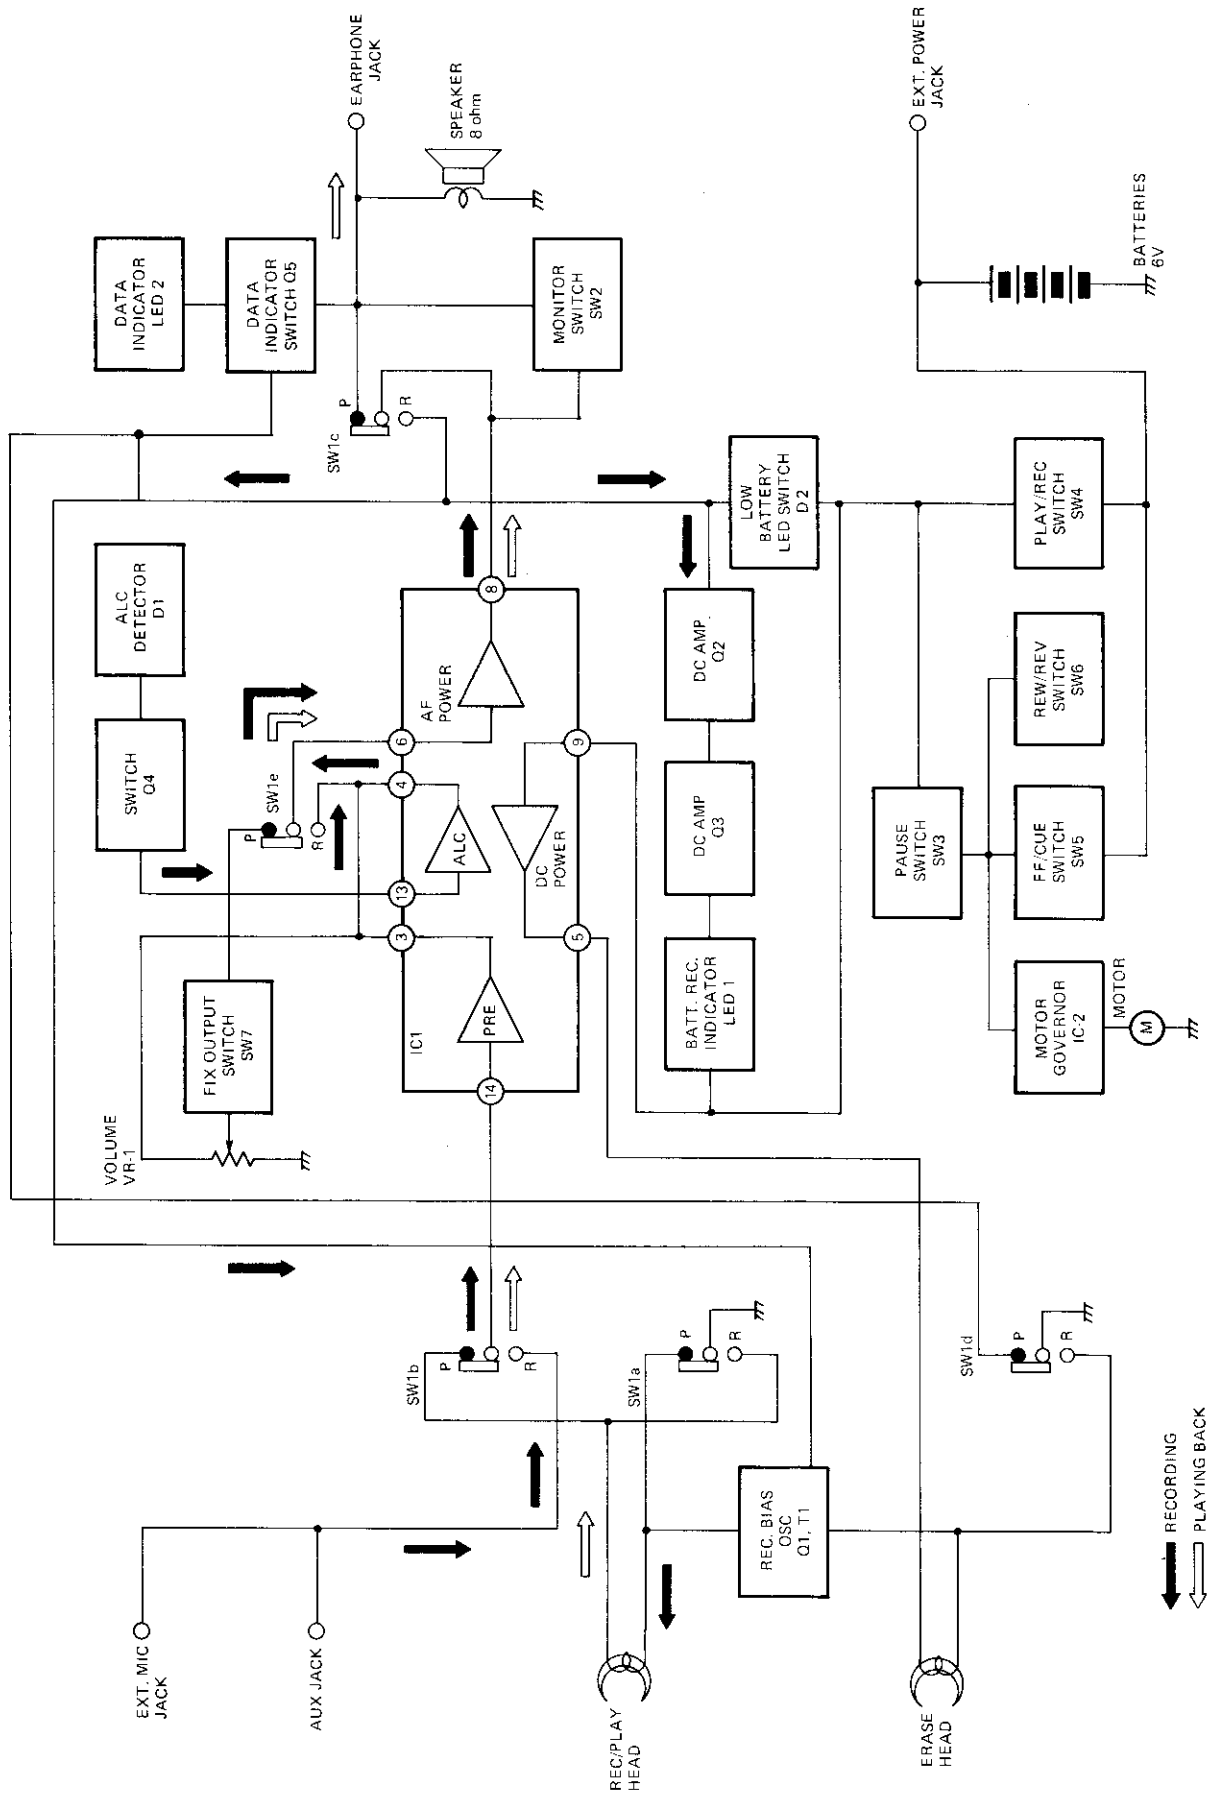 EXT. MIC
JACK
AUX JACK
REC/PLAY
HEAD
ERASE
HEAD
REC. BIAS
OSC
Q1, T1
SW1b
P
R
SW1a
P
R
SW1d
P
R
VOLUME
VR-1
FIX OUTPUT
SWITCH
SW7
SWITCH
Q4
ALC
DETECTOR
D1
SW1e
P
R
IC1
14
PRE
3
13
ALC
4
6
AF
POWER
8
DC
POWER
5
9
BATT. REC.
INDICATOR
LED 1
DC AMP
Q3
DC AMP.
Q2
LOW
BATTERY
LED SWITCH
D2
MOTOR
GOVERNOR
IC-2
MOTOR
M
PAUSE
SWITCH
SW3
FF/CUE
SWITCH
SW5
REW/REV
SWITCH
SW6
PLAY/REC
SWITCH
SW4
SW1c
P
R
DATA
INDICATOR
LED 2
DATA
INDICATOR
SWITCH Q5
MONITOR
SWITCH
SW2
EARPHONE
JACK
SPEAKER
8 ohm
EXT. POWER
JACK
BATTERIES
6V
RECORDING
PLAYING BACK